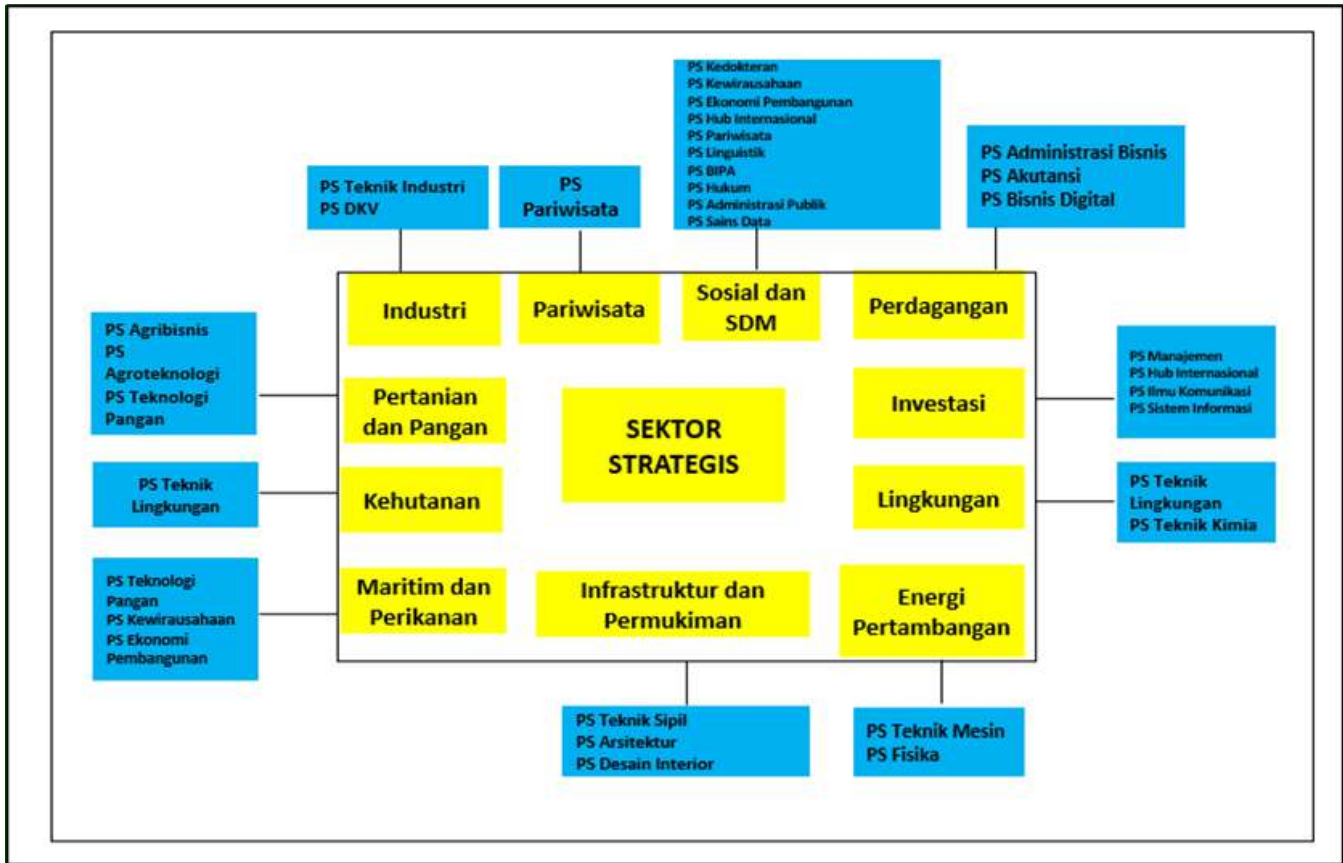 PS Kedokteran
PS Kewirausahaan
PS Ekonomi Pembangunan
PS Hub Internasional
PS Pariwisata
PS Linguistik
PS BIPA
PS Hukum
PS Administrasi Publik
PS Sains Data
PS Teknik Industri
PS DKV
PS
Pariwisata
PS Administrasi Bisnis
PS Akutansi
PS Bisnis Digital
Industri
Pariwisata
Sosial dan
SDM
Perdagangan
PS Agribisnis
PS
Agroteknologi
PS Teknologi
Pangan
Pertanian
dan Pangan
SEKTOR
STRATEGIS
Investasi
PS Manajemen
PS Hub Internasional
PS Ilmu Komunikasi
PS Sistem Informasi
PS Teknik
Lingkungan
Kehutanan
Lingkungan
PS Teknik
Lingkungan
PS Teknik Kimia
PS Teknologi
Pangan
PS Kewirausahaan
PS Ekonomi
Pembangunan
Maritim dan
Perikanan
Infrastruktur dan
Permukiman
Energi
Pertambangan
PS Teknik Sipil
PS Arsitektur
PS Desain Interior
PS Teknik Mesin
PS Fisika